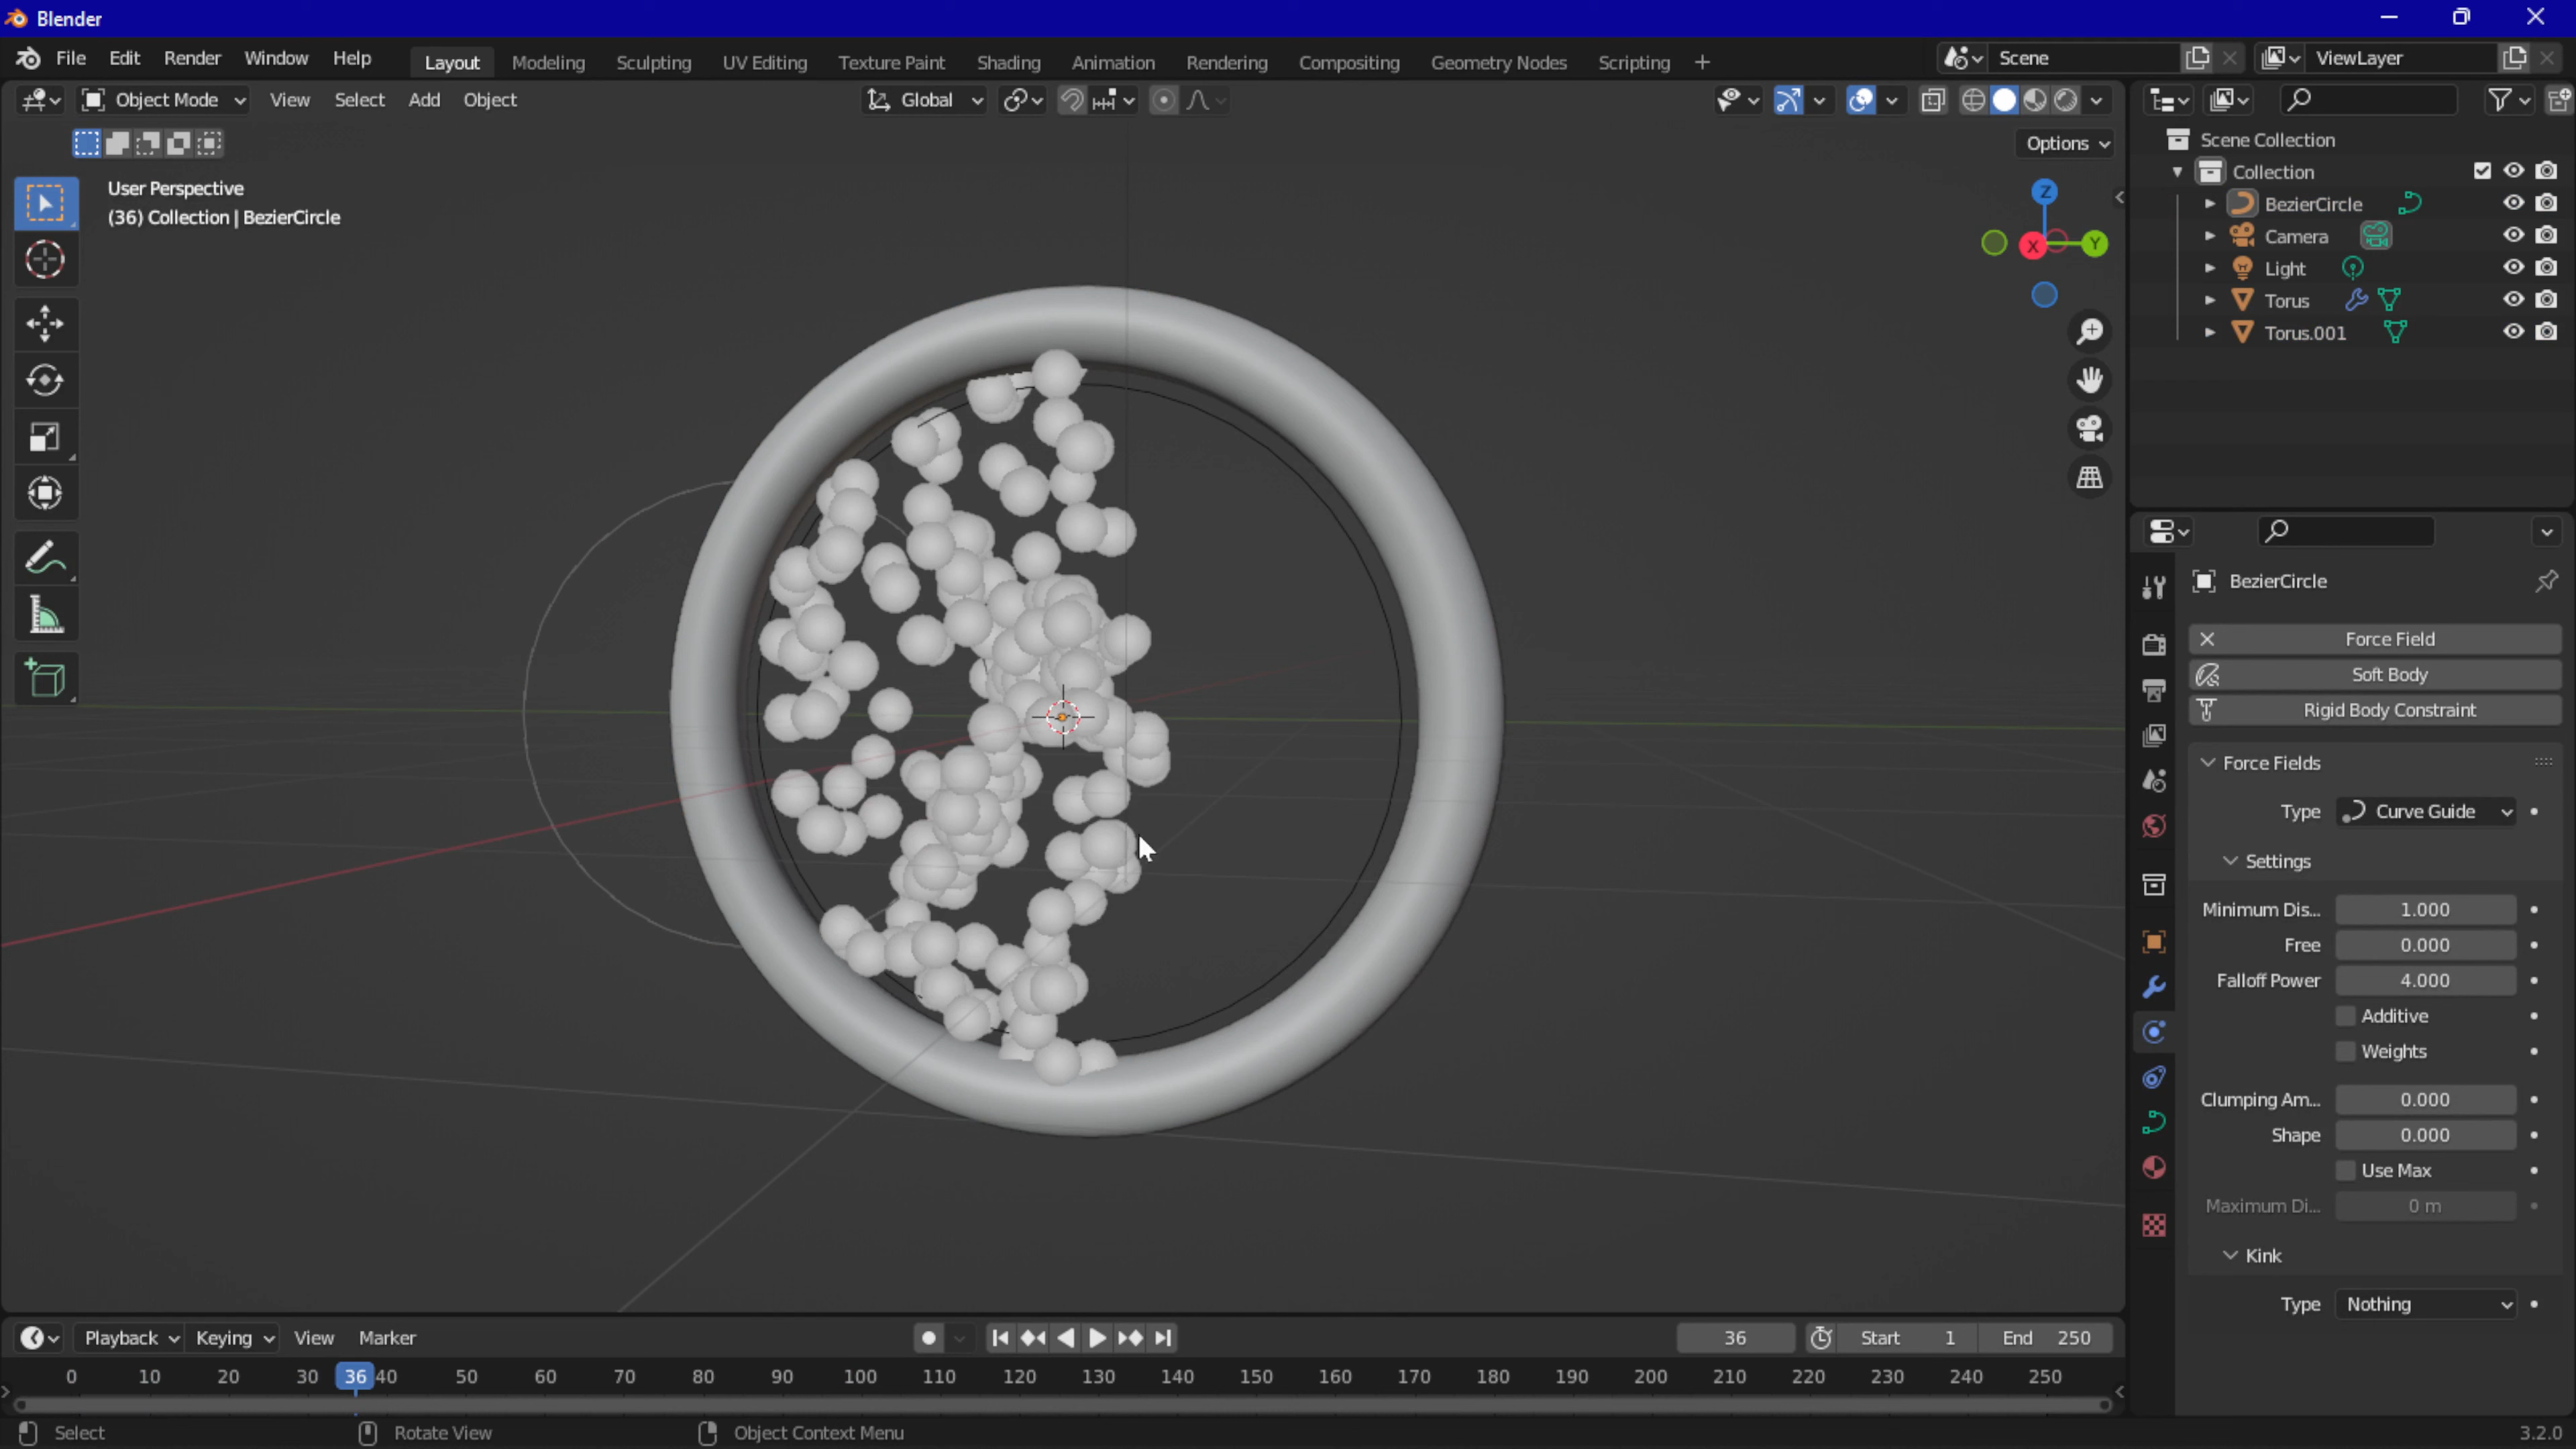 Blender
File Edit Render Window Help Layout Modeling Sculpting UV Editing Texture Paint Shading Animation Rendering Compositing Geometry Nodes Scripting + Scene ViewLayer
Object Mode View Select Add Object Global
Options
User Perspective
(36) Collection | BezierCircle
Z
X
Y
Scene Collection
Collection
BezierCircle
Camera
Light
Torus
Torus.001
BezierCircle
Force Field
Soft Body
Rigid Body Constraint
Force Fields
Type Curve Guide
Settings
Minimum Dis... 1.000
Free 0.000
Falloff Power 4.000
Additive
Weights
Clumping Am... 0.000
Shape 0.000
Use Max
Maximum Di... 0 m
Kink
Type Nothing
Playback Keying View Marker 36 Start 1 End 250
0 10 20 30 36 40 50 60 70 80 90 100 110 120 130 140 150 160 170 180 190 200 210 220 230 240 250
Select Rotate View Object Context Menu 3.2.0